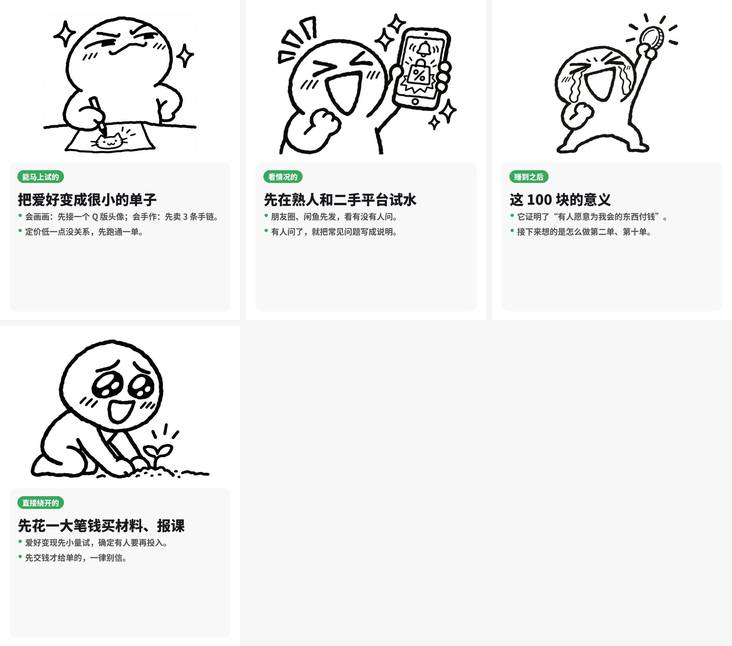 能马上试的
把爱好变成很小的单子
会画画：先接一个 Q 版头像；会手作：先卖 3 条手链。
定价低一点没关系，先跑通一单。
看情况的
先在熟人和二手平台试水
朋友圈、闲鱼先发，看有没有人问。
有人问了，就把常见问题写成说明。
%
赚到之后
这 100 块的意义
它证明了“有人愿意为我会的东西付钱”。
接下来想的是怎么做第二单、第十单。
直接绕开的
先花一大笔钱买材料、报课
爱好变现先小量试，确定有人要再投入。
先交钱才给单的，一律别信。